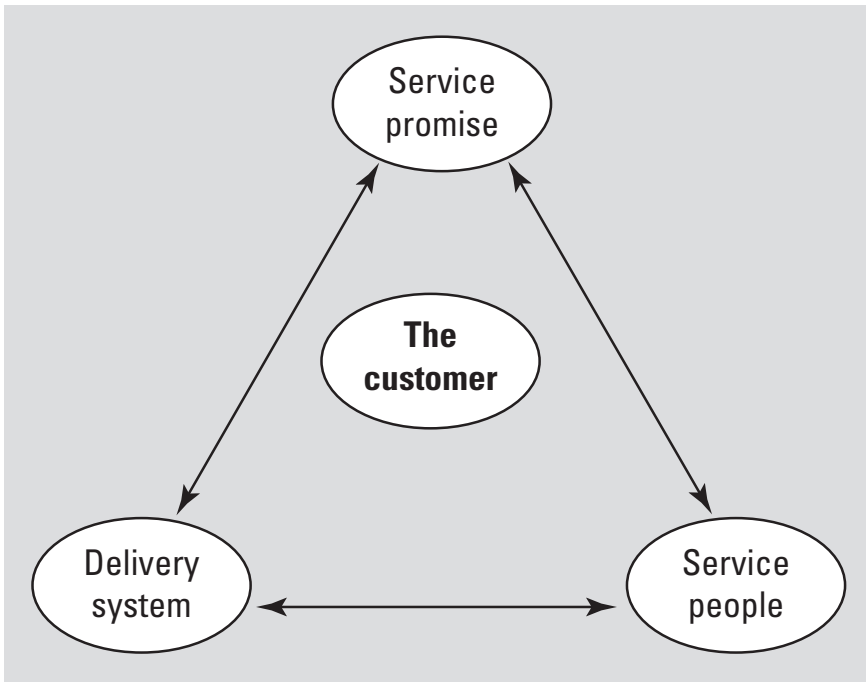 Service
promise
The
customer
Delivery
system
Service
people